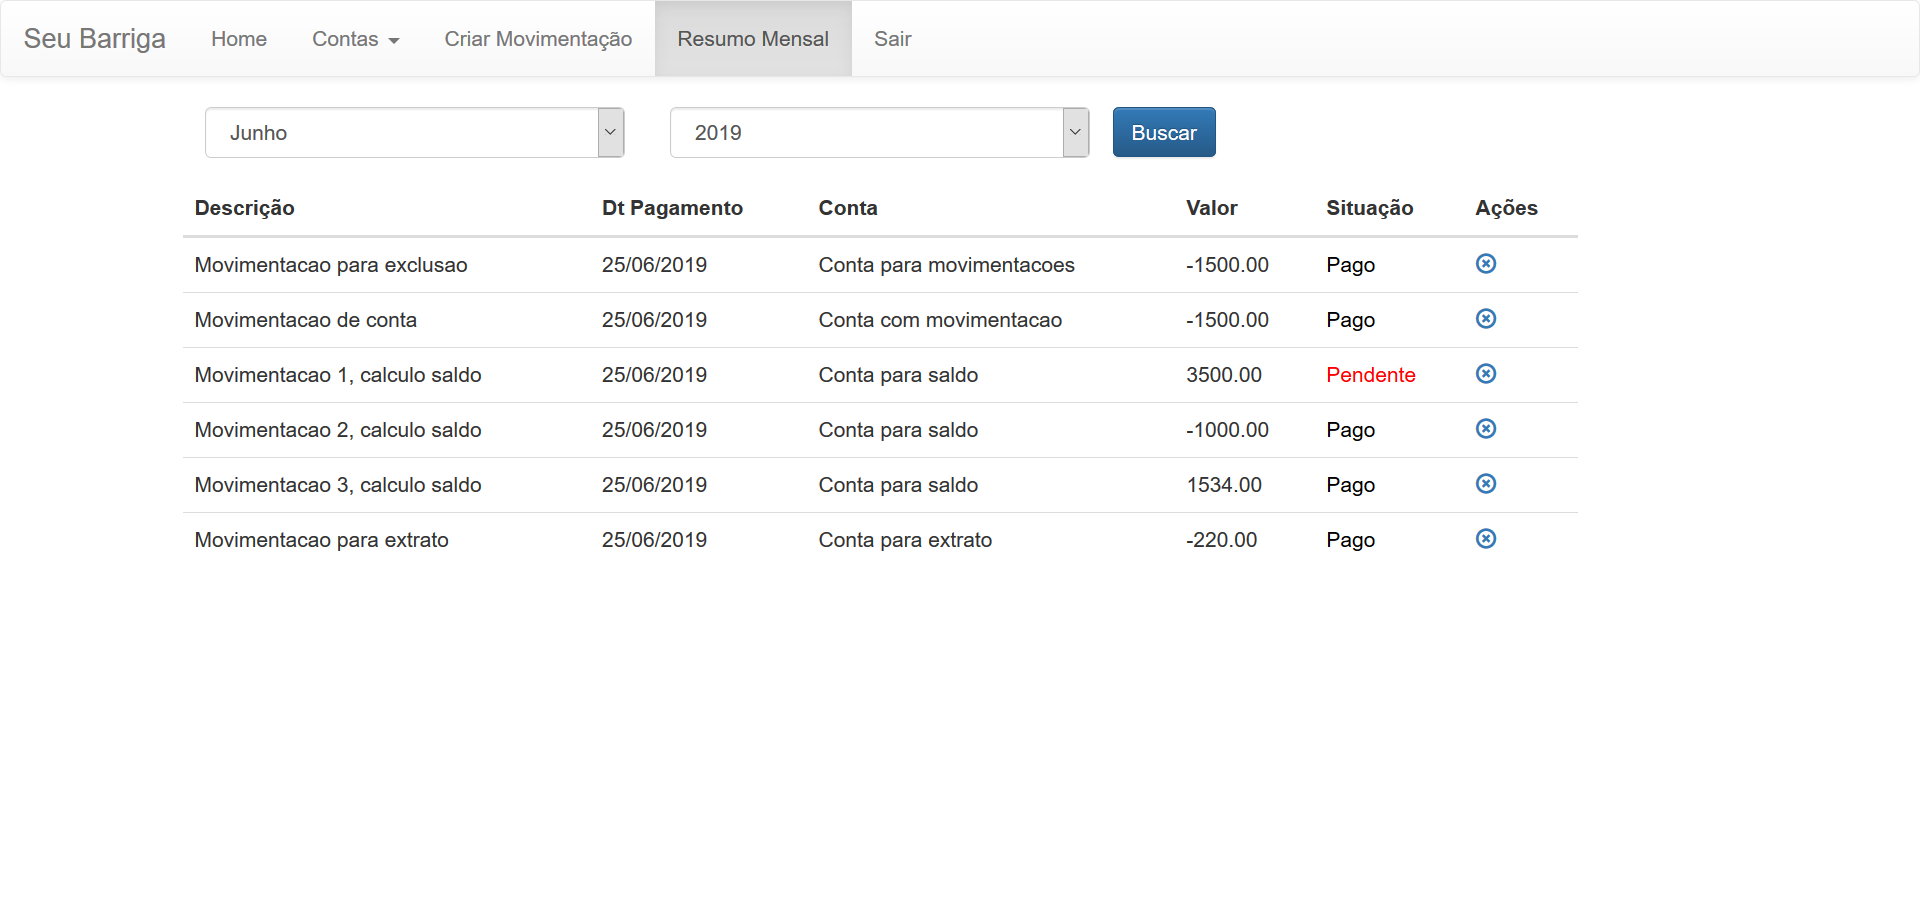 Seu Barriga Home Contas Criar Movimentação Resumo Mensal Sair
Junho 2019 Buscar
Descrição Dt Pagamento Conta Valor Situação Ações
Movimentacao para exclusao 25/06/2019 Conta para movimentacoes -1500.00 Pago
Movimentacao de conta 25/06/2019 Conta com movimentacao -1500.00 Pago
Movimentacao 1, calculo saldo 25/06/2019 Conta para saldo 3500.00 Pendente
Movimentacao 2, calculo saldo 25/06/2019 Conta para saldo -1000.00 Pago
Movimentacao 3, calculo saldo 25/06/2019 Conta para saldo 1534.00 Pago
Movimentacao para extrato 25/06/2019 Conta para extrato -220.00 Pago